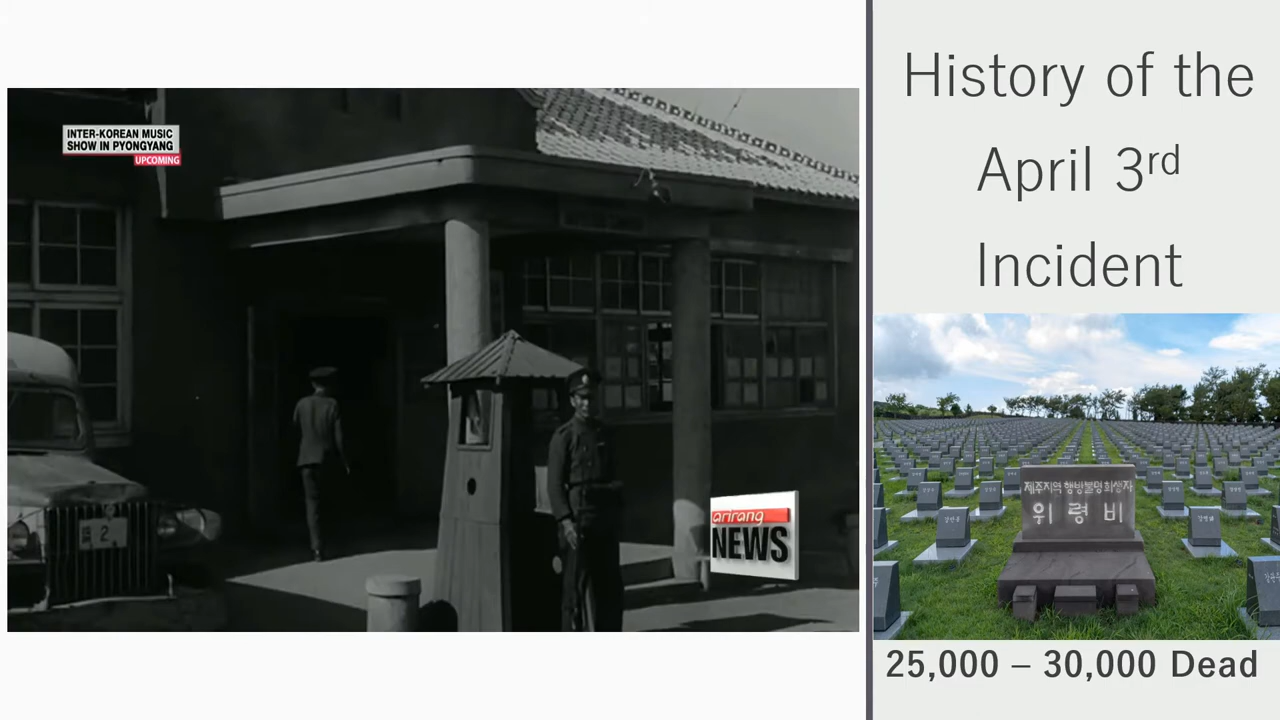 INTER-KOREAN MUSIC
SHOW IN PYONGYANG
UPCOMING
arirang
NEWS
2
History of the
April 3rd
Incident
제주지역 행방불명희생자
위령비
25,000 – 30,000 Dead